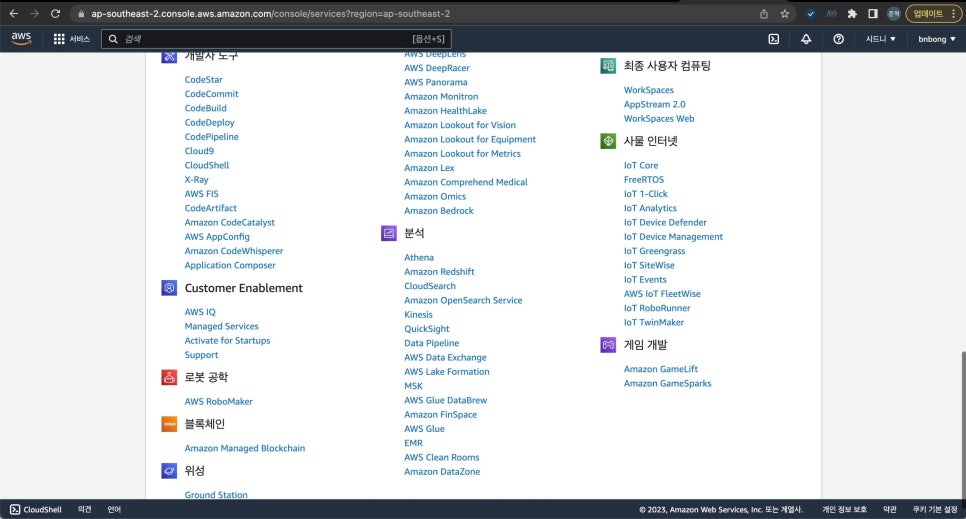 ap-southeast-2.console.aws.amazon.com/console/services?region=ap-southeast-2
준혁
업데이트
aws
서비스
검색
[옵션+S]
시드니
bnbong
개발자 도구
CodeStar
CodeCommit
CodeBuild
CodeDeploy
CodePipeline
Cloud9
CloudShell
X-Ray
AWS FIS
CodeArtifact
Amazon CodeCatalyst
AWS AppConfig
Amazon CodeWhisperer
Application Composer
Customer Enablement
AWS IQ
Managed Services
Activate for Startups
Support
로봇 공학
AWS RoboMaker
블록체인
Amazon Managed Blockchain
위성
Ground Station
AWS DeepLens
AWS DeepRacer
AWS Panorama
Amazon Monitron
Amazon HealthLake
Amazon Lookout for Vision
Amazon Lookout for Equipment
Amazon Lookout for Metrics
Amazon Lex
Amazon Comprehend Medical
Amazon Omics
Amazon Bedrock
분석
Athena
Amazon Redshift
CloudSearch
Amazon OpenSearch Service
Kinesis
QuickSight
Data Pipeline
AWS Data Exchange
AWS Lake Formation
MSK
AWS Glue DataBrew
Amazon FinSpace
AWS Glue
EMR
AWS Clean Rooms
Amazon DataZone
최종 사용자 컴퓨팅
WorkSpaces
AppStream 2.0
WorkSpaces Web
사물 인터넷
IoT Core
FreeRTOS
IoT 1-Click
IoT Analytics
IoT Device Defender
IoT Device Management
IoT Greengrass
IoT SiteWise
IoT Events
AWS IoT FleetWise
IoT RoboRunner
IoT TwinMaker
게임 개발
Amazon GameLift
Amazon GameSparks
CloudShell
의견
언어
© 2023, Amazon Web Services, Inc. 또는 계열사.
개인 정보 보호
약관
쿠키 기본 설정